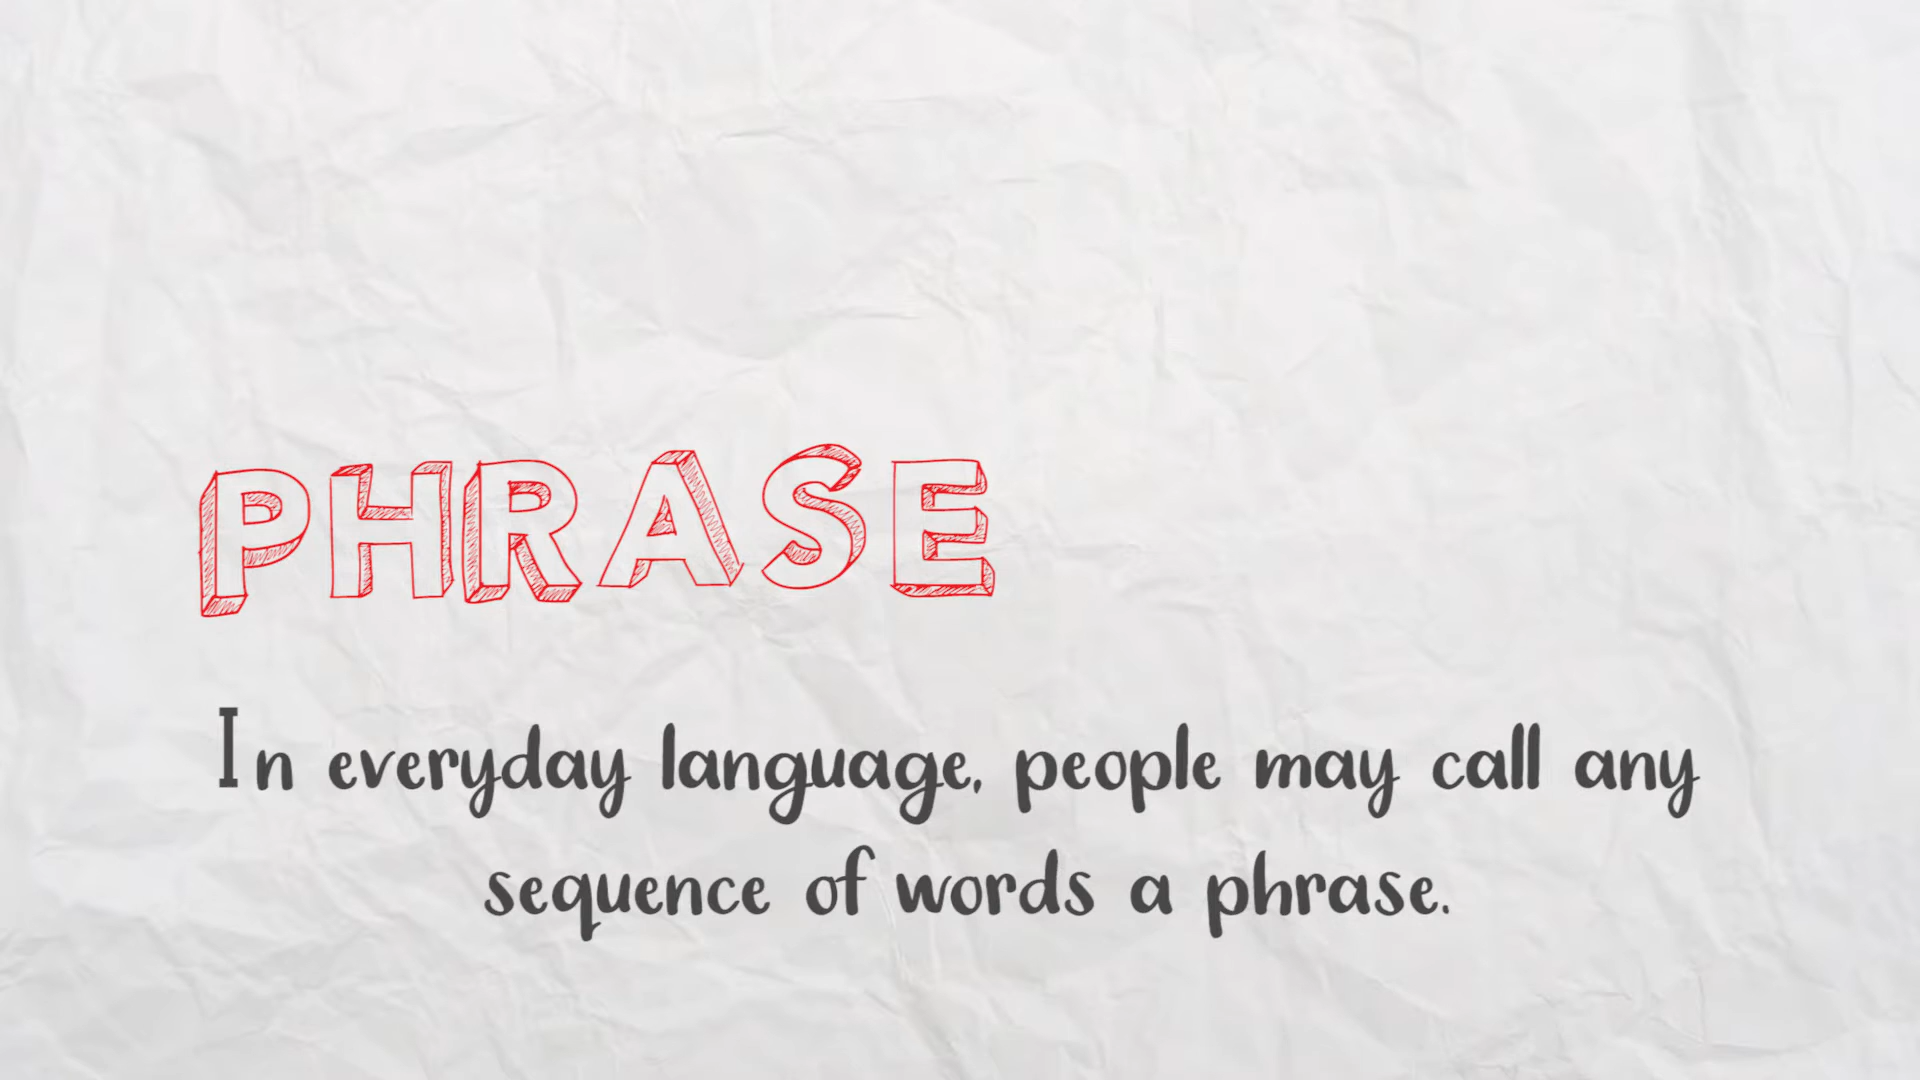 PHRASE
In everyday language, people may call any
sequence of words a phrase.